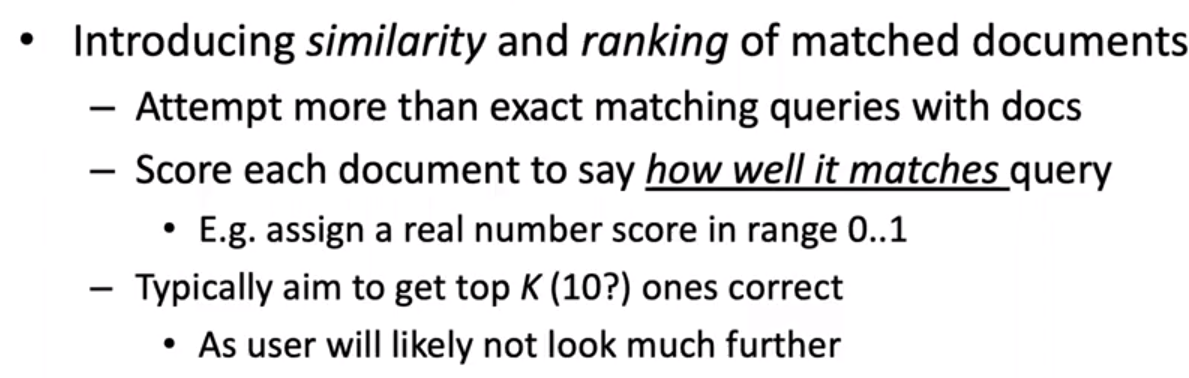 • Introducing similarity and ranking of matched documents
– Attempt more than exact matching queries with docs
– Score each document to say how well it matches query
• E.g. assign a real number score in range 0..1
– Typically aim to get top K (10?) ones correct
• As user will likely not look much further